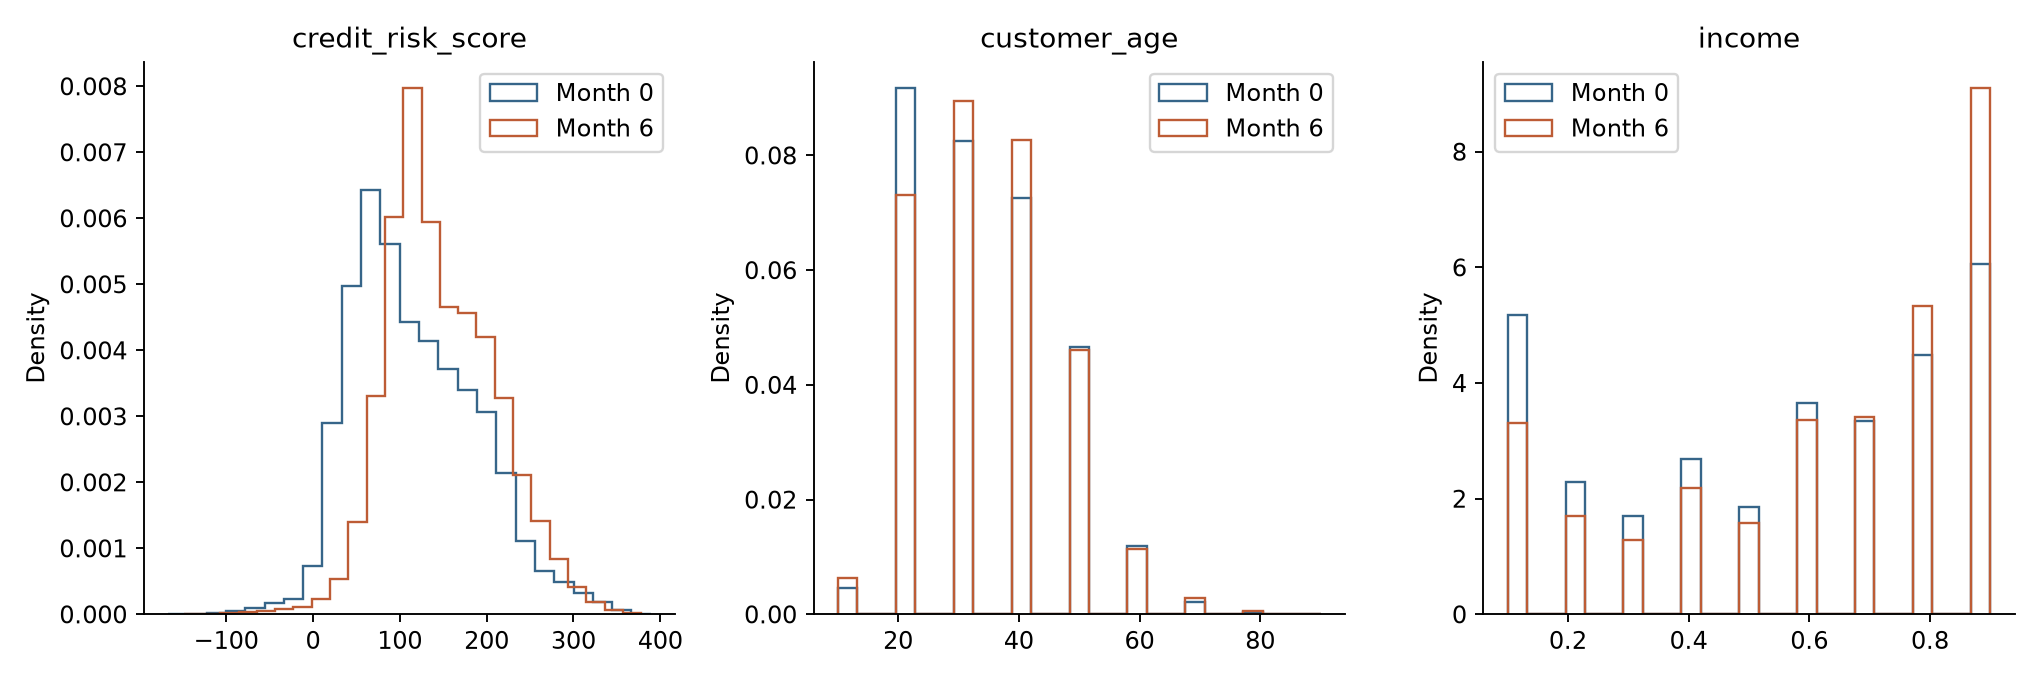 credit_risk_score
Density
0.008
0.007
0.006
0.005
0.004
0.003
0.002
0.001
0.000
−100 0 100 200 300 400
Month 0
Month 6
customer_age
Density
0.08
0.06
0.04
0.02
0.00
20 40 60 80
Month 0
Month 6
income
Density
8
6
4
2
0
0.2 0.4 0.6 0.8
Month 0
Month 6